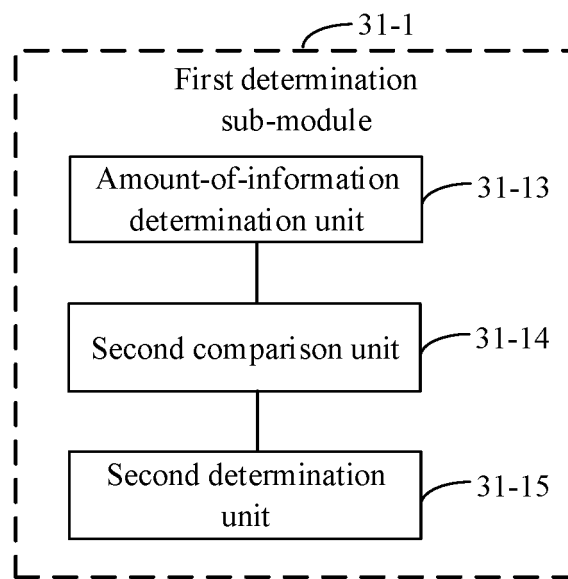 31-1
First determination
sub-module
Amount-of-information
determination unit
31-13
Second comparison unit
31-14
Second determination
unit
31-15